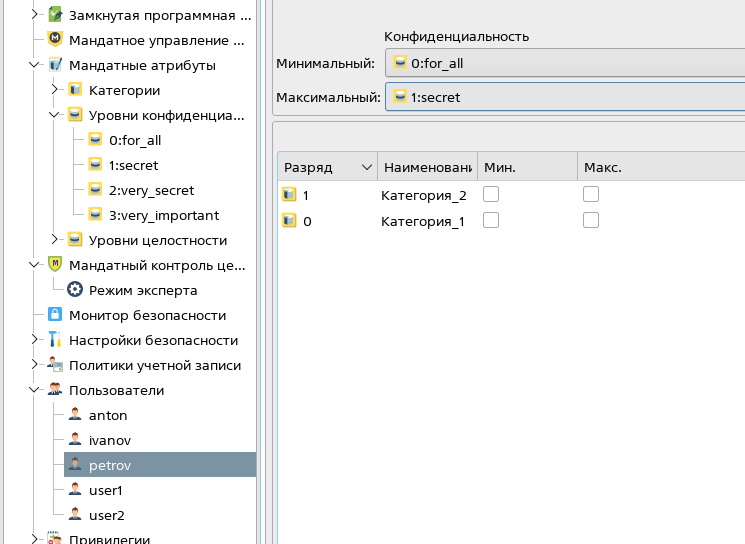 Замкнутая программная ...
Мандатное управление ...
Мандатные атрибуты
Категории
Уровни конфиденциа...
0:for_all
1:secret
2:very_secret
3:very_important
Уровни целостности
Мандатный контроль це...
Режим эксперта
Монитор безопасности
Настройки безопасности
Политики учетной записи
Пользователи
anton
ivanov
petrov
user1
user2
Привилегии
Конфиденциальность
Минимальный: 0:for_all
Максимальный: 1:secret
Разряд Наименовани Мин. Макс.
1 Категория_2
0 Категория_1